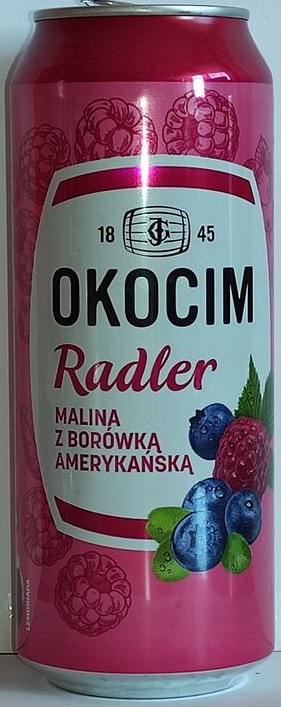 18 45
OKOCIM
Radler
MALINA
Z BORÓWKĄ
AMERYKAŃSKĄ
LEMONIADA